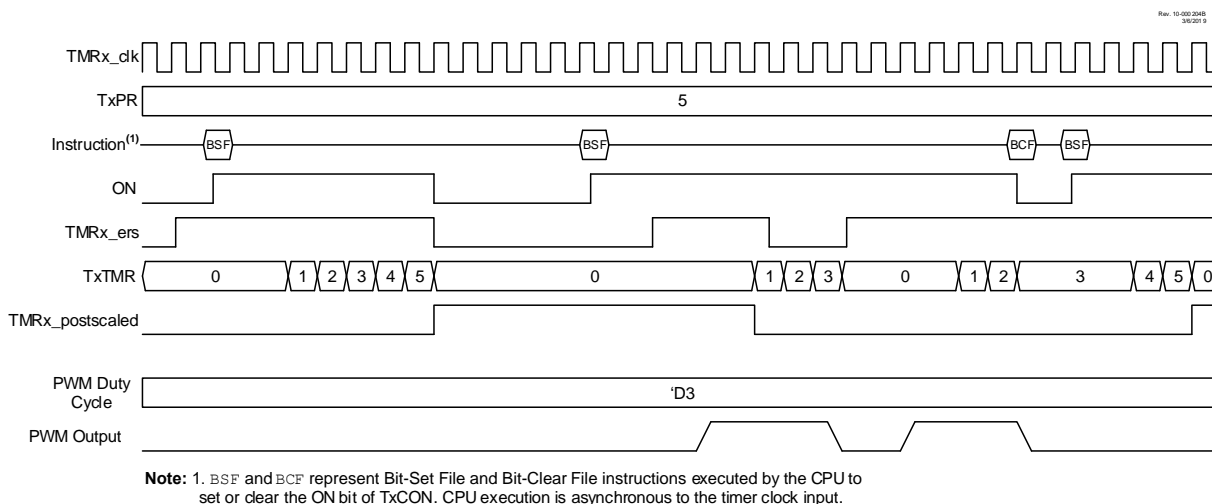 Rev. 10-000204B
3/6/2019
TMRx_clk
TxPR 5
Instruction(1) BSF BSF BCF BSF
ON
TMRx_ers
TxTMR 0 1 2 3 4 5 0 1 2 3 0 1 2 3 4 5 0
TMRx_postscaled
PWM Duty
Cycle
‘D3
PWM Output
Note: 1. BSF and BCF represent Bit-Set File and Bit-Clear File instructions executed by the CPU to
set or clear the ON bit of TxCON. CPU execution is asynchronous to the timer clock input.